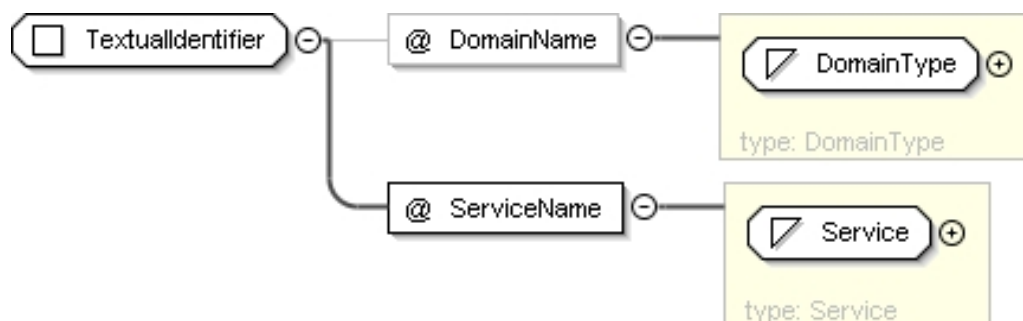 TextualIdentifier
@ DomainName
DomainType
type: DomainType
@ ServiceName
Service
type: Service